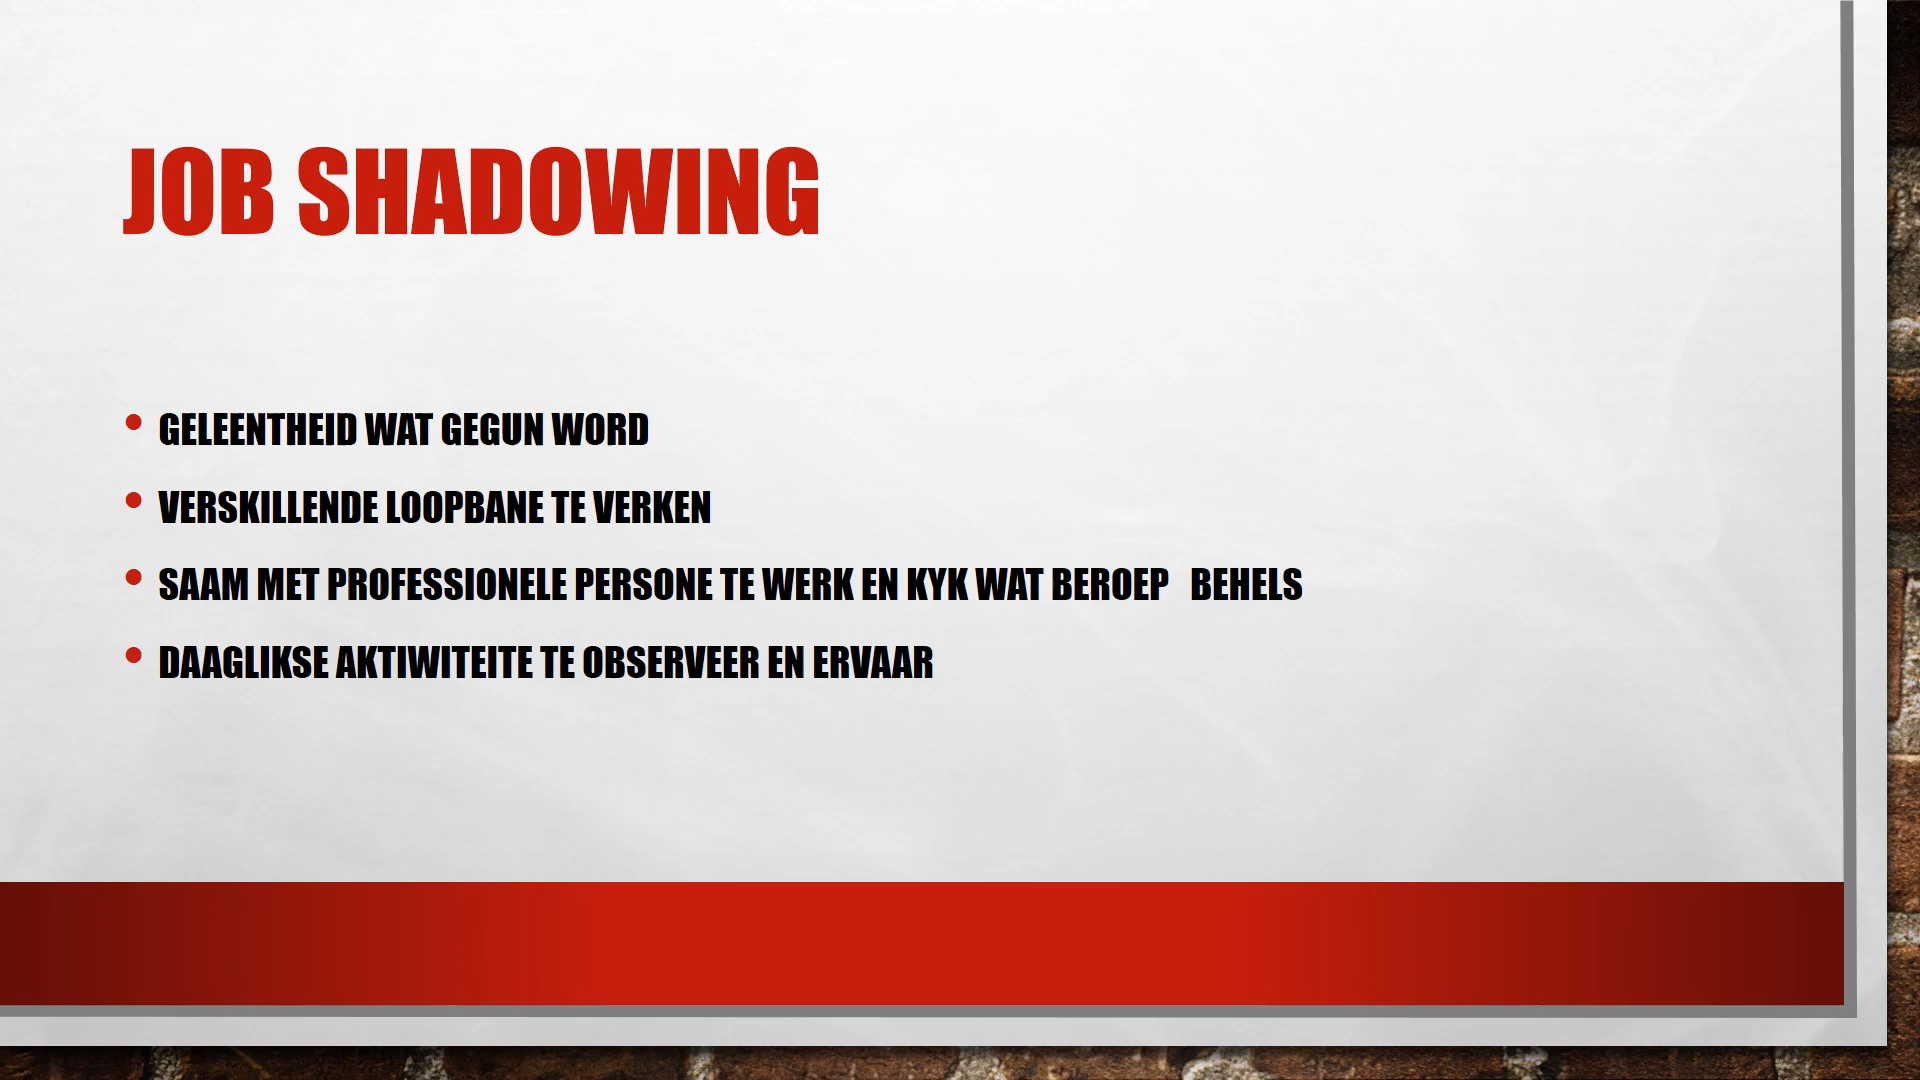 JOB SHADOWING
• GELEENTHEID WAT GEGUN WORD
• VERSKILLENDE LOOPBANE TE VERKEN
• SAAM MET PROFESSIONELE PERSONE TE WERK EN KYK WAT BEROEP BEHELS
• DAAGLIKSE AKTIWITEITE TE OBSERVEER EN ERVAAR